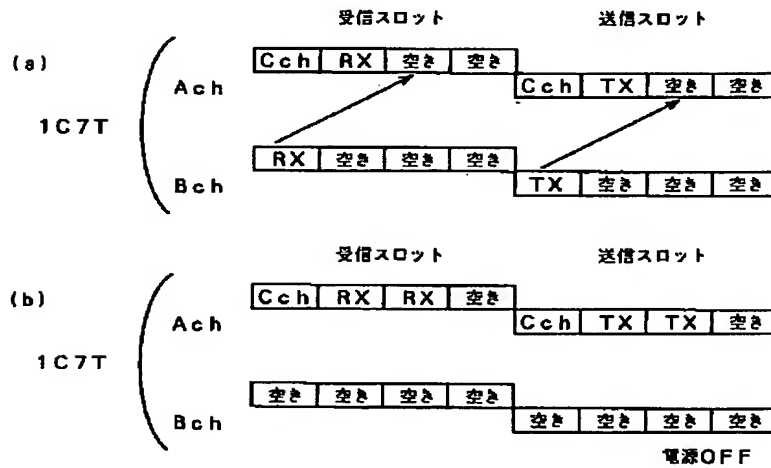 受信スロット 送信スロット
(a)
Cch RX 空き 空き
Ach
Cch TX 空き 空き
1C7T
RX 空き 空き 空き
Bch
TX 空き 空き 空き
受信スロット 送信スロット
(b)
Cch RX RX 空き
Ach
Cch TX TX 空き
1C7T
空き 空き 空き 空き
Bch
空き 空き 空き 空き
電源OFF